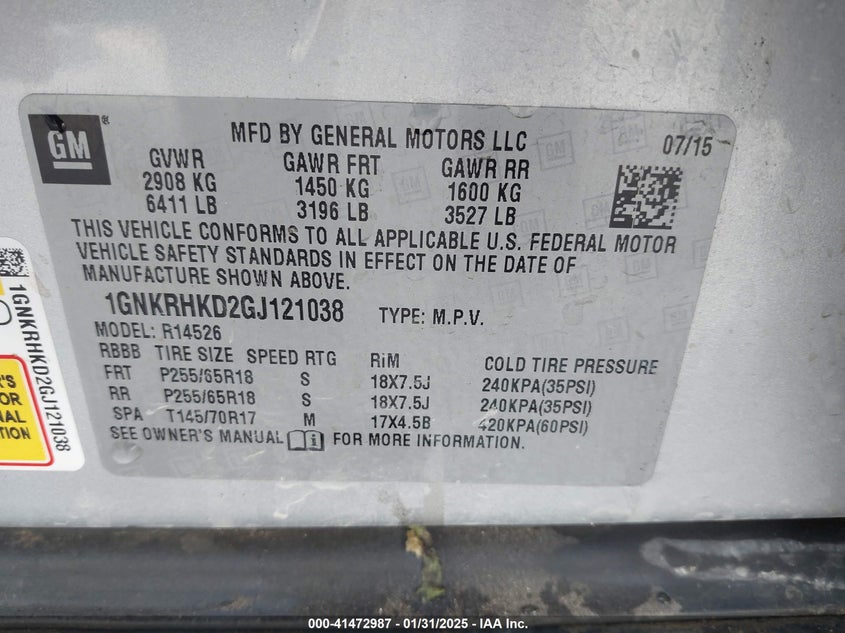 GM
MFD BY GENERAL MOTORS LLC
07/15
GVWR GAWR FRT GAWR RR
2908 KG 1450 KG 1600 KG
6411 LB 3196 LB 3527 LB
THIS VEHICLE CONFORMS TO ALL APPLICABLE U.S. FEDERAL MOTOR
VEHICLE SAFETY STANDARDS IN EFFECT ON THE DATE OF
MANUFACTURE SHOWN ABOVE.
1GNKRHKD2GJ121038 TYPE: M.P.V.
MODEL: R14526
RBBB TIRE SIZE SPEED RTG RiM COLD TIRE PRESSURE
FRT P255/65R18 S 18X7.5J 240KPA(35PSI)
RR P255/65R18 S 18X7.5J 240KPA(35PSI)
SPA T145/70R17 M 17X4.5B 420KPA(60PSI)
SEE OWNER'S MANUAL FOR MORE INFORMATION.
1GNKRHKD2GJ121038
000-41472987 - 01/31/2025 - IAA Inc.